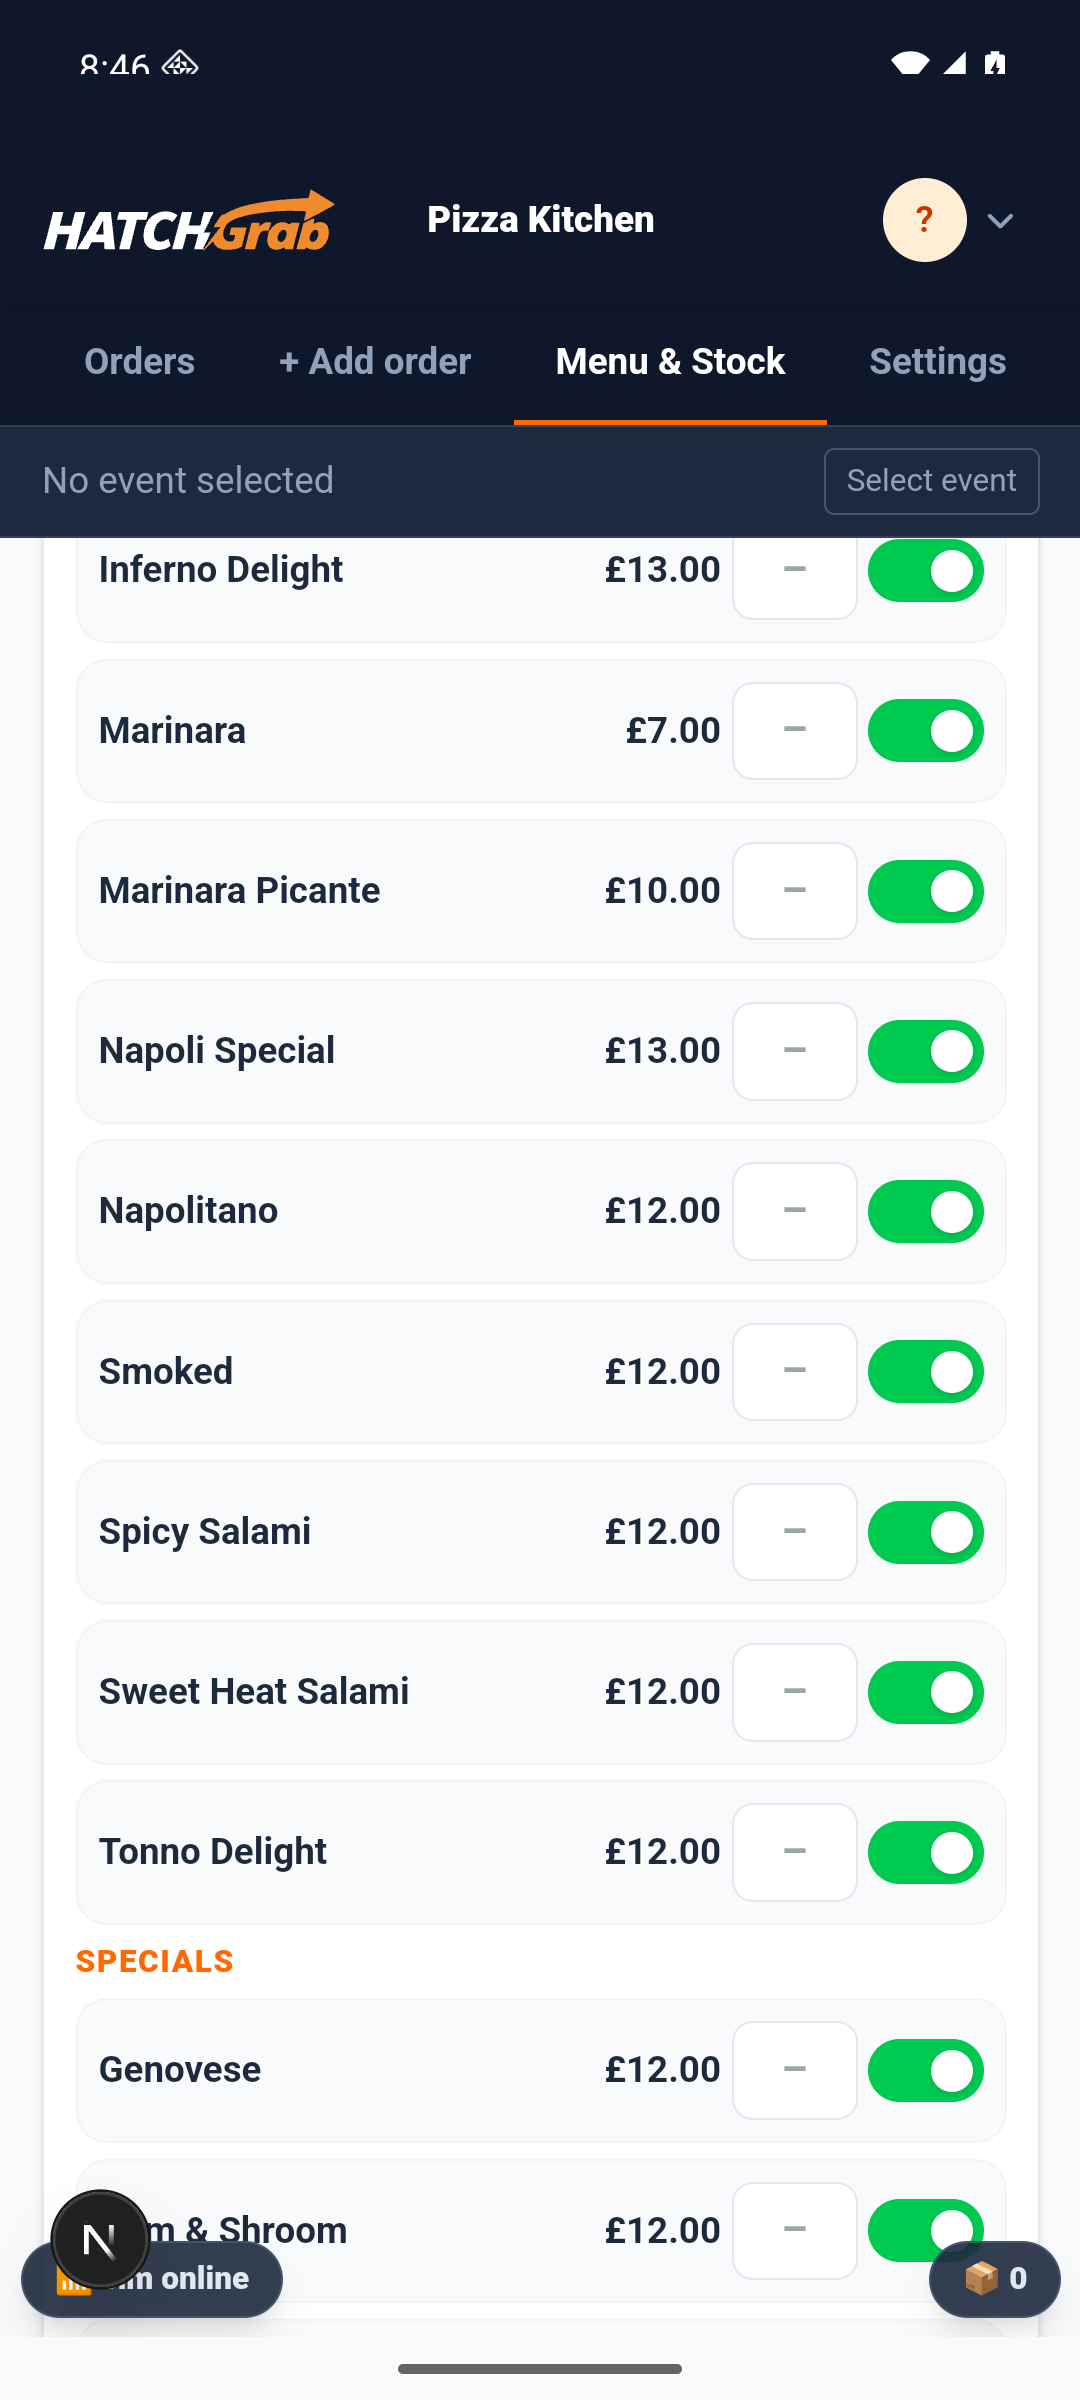 8:46
HATCHGrab
Pizza Kitchen
?
Orders
+ Add order
Menu & Stock
Settings
No event selected
Select event
Inferno Delight £13.00 –
Marinara £7.00 –
Marinara Picante £10.00 –
Napoli Special £13.00 –
Napolitano £12.00 –
Smoked £12.00 –
Spicy Salami £12.00 –
Sweet Heat Salami £12.00 –
Tonno Delight £12.00 –
SPECIALS
Genovese £12.00 –
& Shroom £12.00 –
N
online
0